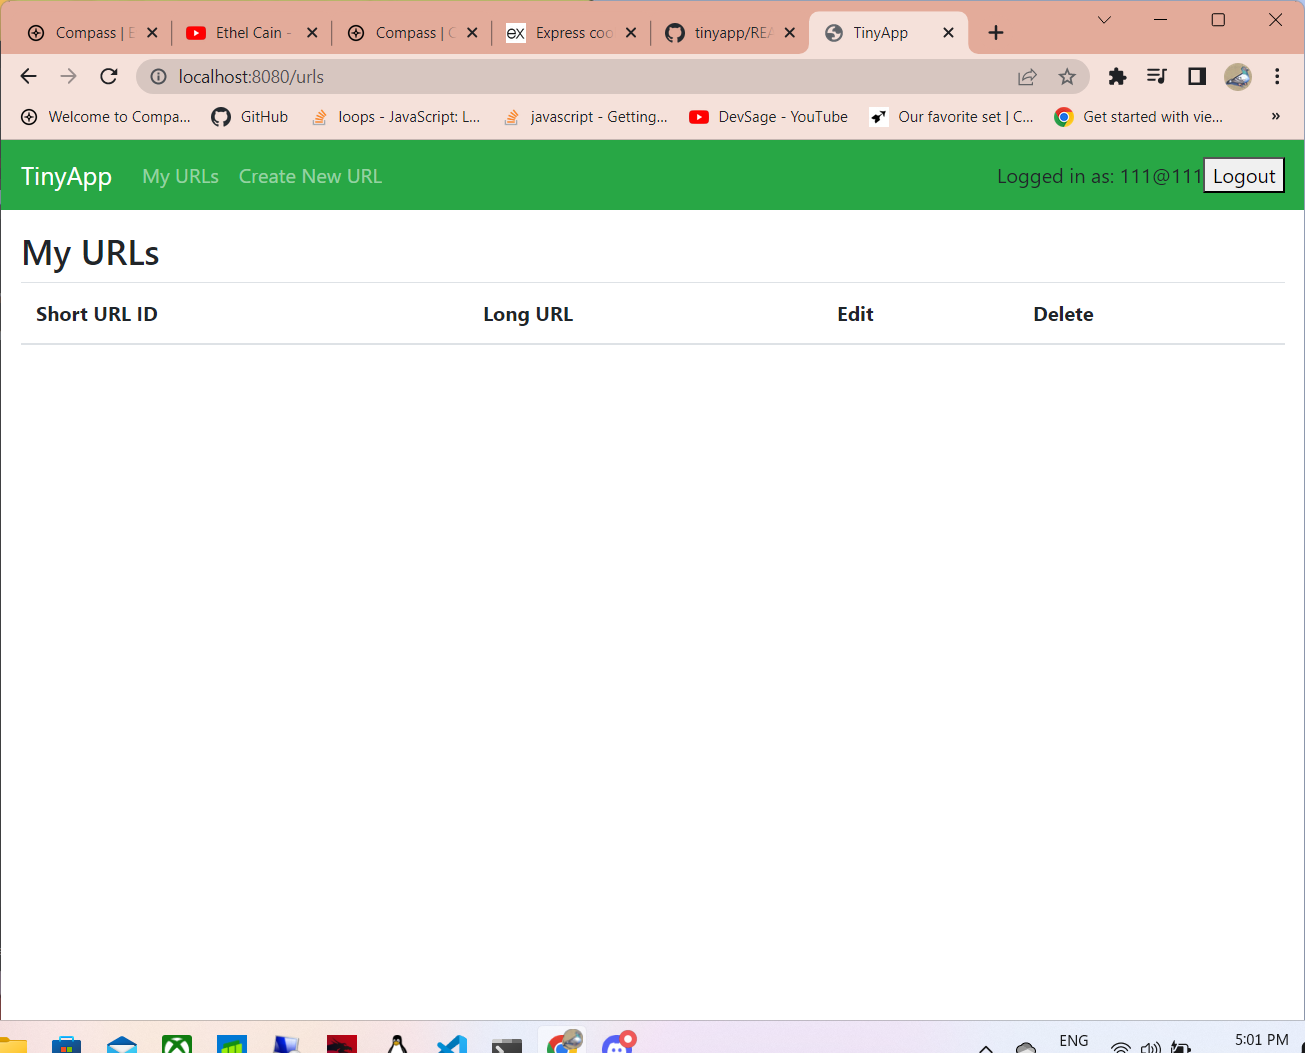 Compass | E
Ethel Cain -
Compass | C
Express coo
tinyapp/REA
TinyApp
localhost:8080/urls
Welcome to Compa...
GitHub
loops - JavaScript: L...
javascript - Getting...
DevSage - YouTube
Our favorite set | C...
Get started with vie...
»
TinyApp
My URLs
Create New URL
Logged in as: 111@111
Logout
My URLs
Short URL ID
Long URL
Edit
Delete
ENG
5:01 PM